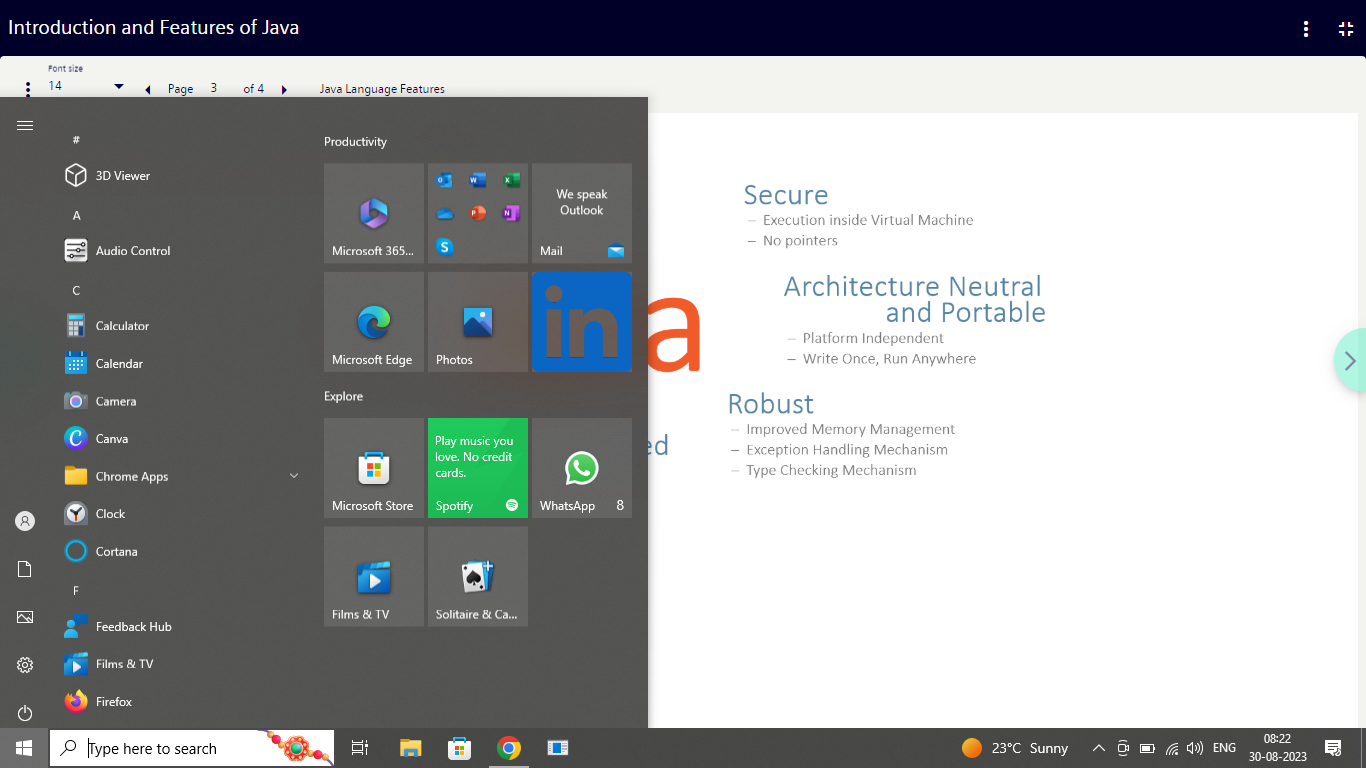 Introduction and Features of Java
Font size
14
Page 3 of 4
Java Language Features
#
3D Viewer
A
Audio Control
C
Calculator
Calendar
Camera
Canva
Chrome Apps
Clock
Cortana
F
Feedback Hub
Films & TV
Firefox
Productivity
Microsoft 365...
We speak
Outlook
Mail
Microsoft Edge
Photos
in
Explore
Microsoft Store
Play music you
love. No credit
cards.
Spotify
WhatsApp 8
Films & TV
Solitaire & Ca...
a
ed
Secure
– Execution inside Virtual Machine
– No pointers
Architecture Neutral
and Portable
– Platform Independent
– Write Once, Run Anywhere
Robust
– Improved Memory Management
– Exception Handling Mechanism
– Type Checking Mechanism
Type here to search
23°C Sunny
ENG
08:22
30-08-2023